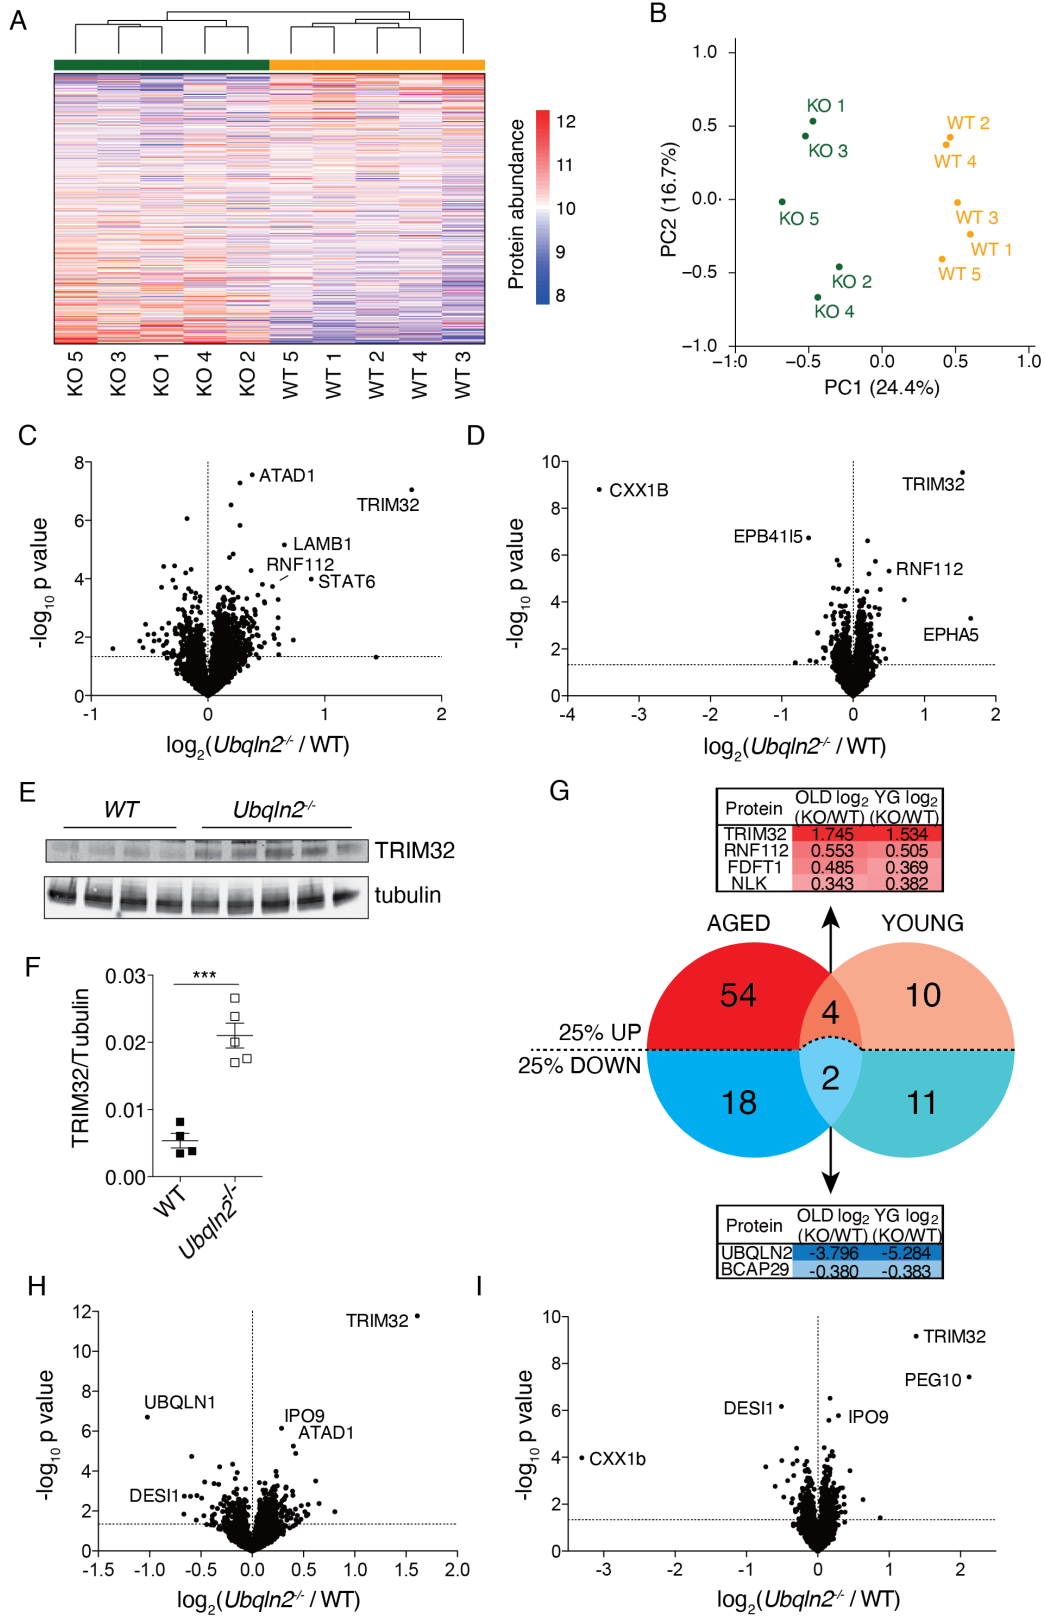 A
Protein abundance
12
11
10
9
8
KO 5
KO 3
KO 1
KO 4
KO 2
WT 5
WT 1
WT 2
WT 4
WT 3
B
PC2 (16.7%)
1.0
0.5
0.0
−0.5
−1.0
KO 1
KO 3
KO 5
KO 2
KO 4
WT 2
WT 4
WT 3
WT 1
WT 5
−1.0
−0.5
0.0
0.5
1.0
PC1 (24.4%)
C
-log10 p value
8
6
4
2
0
ATAD1
TRIM32
LAMB1
RNF112
STAT6
-1
0
1
2
log2(Ubqln2-/- / WT)
D
-log10 p value
10
8
6
4
2
0
CXX1B
TRIM32
EPB41l5
RNF112
EPHA5
-4
-3
-2
-1
0
1
2
log2(Ubqln2-/- / WT)
E
WT
Ubqln2-/-
TRIM32
tubulin
F
TRIM32/Tubulin
0.03
0.02
0.01
0.00
***
WT
Ubqln2-/-
G
Protein OLD log2 (KO/WT) YG log2 (KO/WT)
TRIM32 1.745 1.534
RNF112 0.553 0.505
FDFT1 0.485 0.369
NLK 0.343 0.382
AGED
YOUNG
54
4
10
25% UP
25% DOWN
18
2
11
Protein OLD log2 (KO/WT) YG log2 (KO/WT)
UBQLN2 -3.796 -5.284
BCAP29 -0.380 -0.383
H
-log10 p value
12
10
8
6
4
2
0
TRIM32
UBQLN1
IPO9
ATAD1
DESI1
-1.5
-1.0
-0.5
0.0
0.5
1.0
1.5
2.0
log2(Ubqln2-/- / WT)
I
-log10 p value
10
8
6
4
2
0
TRIM32
PEG10
DESI1
IPO9
CXX1b
-3
-2
-1
0
1
2
log2(Ubqln2-/- / WT)